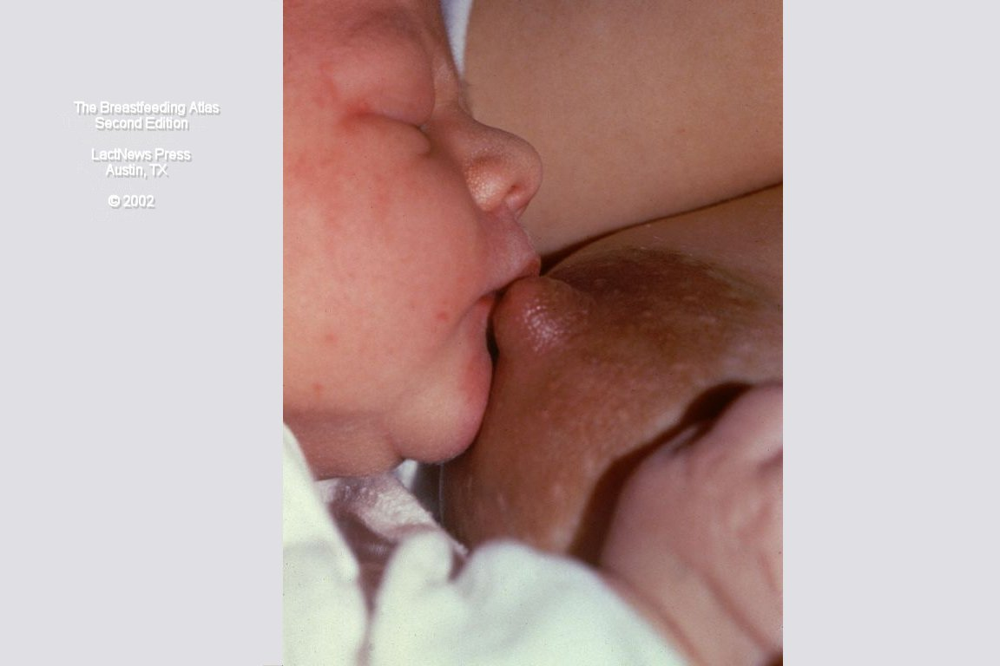 The Breastfeeding Atlas
Second Edition
LactNews Press
Austin, TX
© 2002